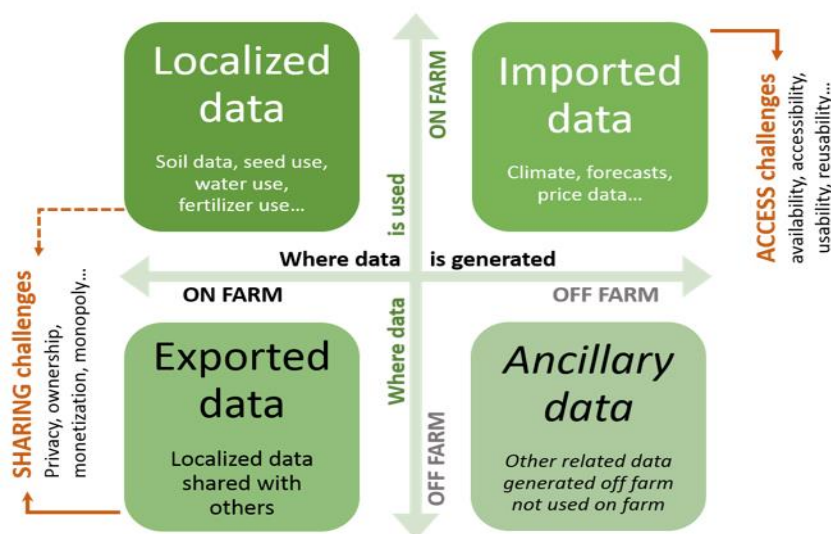 Localized
data
Soil data, seed use,
water use,
fertilizer use...
ON FARM
is used
Imported
data
Climate, forecasts,
price data...
ACCESS challenges
availability, accessibility,
usability, reusability...
Where data is generated
ON FARM
OFF FARM
SHARING challenges
Privacy, ownership,
monetization, monopoly...
Exported
data
Localized data
shared with
others
Where data
OFF FARM
Ancillary
data
Other related data
generated off farm
not used on farm